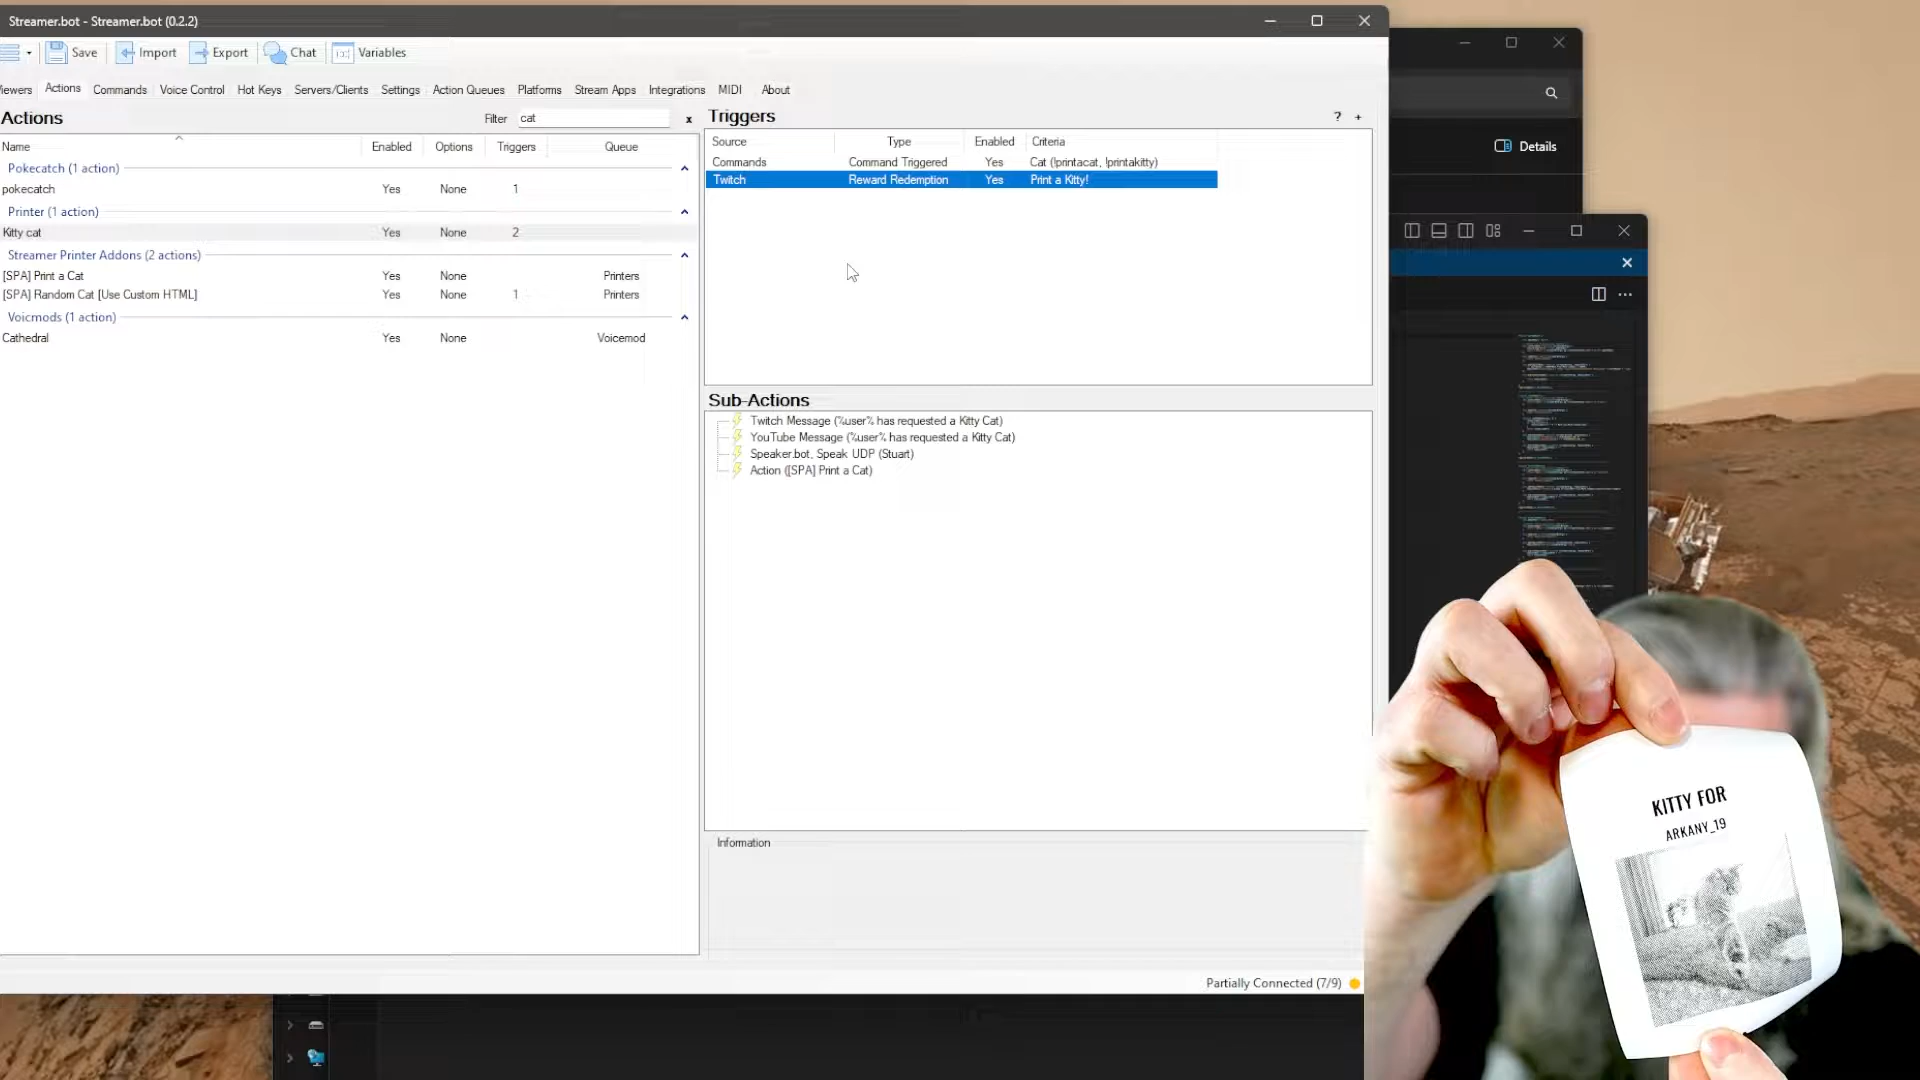 Streamer.bot - Streamer.bot (0.2.2)
Save Import Export Chat Variables
iewers Actions Commands Voice Control Hot Keys Servers/Clients Settings Action Queues Platforms Stream Apps Integrations MIDI About
Actions
Filter cat x
Name Enabled Options Triggers Queue
Pokecatch (1 action)
pokecatch Yes None 1
Printer (1 action)
Kitty cat Yes None 2
Streamer Printer Addons (2 actions)
[SPA] Print a Cat Yes None Printers
[SPA] Random Cat [Use Custom HTML] Yes None 1 Printers
Voicmods (1 action)
Cathedral Yes None Voicemod
Triggers
? +
Source Type Enabled Criteria
Commands Command Triggered Yes Cat (!printacat, !printakitty)
Twitch Reward Redemption Yes Print a Kitty!
Sub-Actions
Twitch Message (%user% has requested a Kitty Cat)
YouTube Message (%user% has requested a Kitty Cat)
Speaker.bot, Speak UDP (Stuart)
Action ([SPA] Print a Cat)
Information
Partially Connected (7/9)
Details
KITTY FOR
ARKANY_19